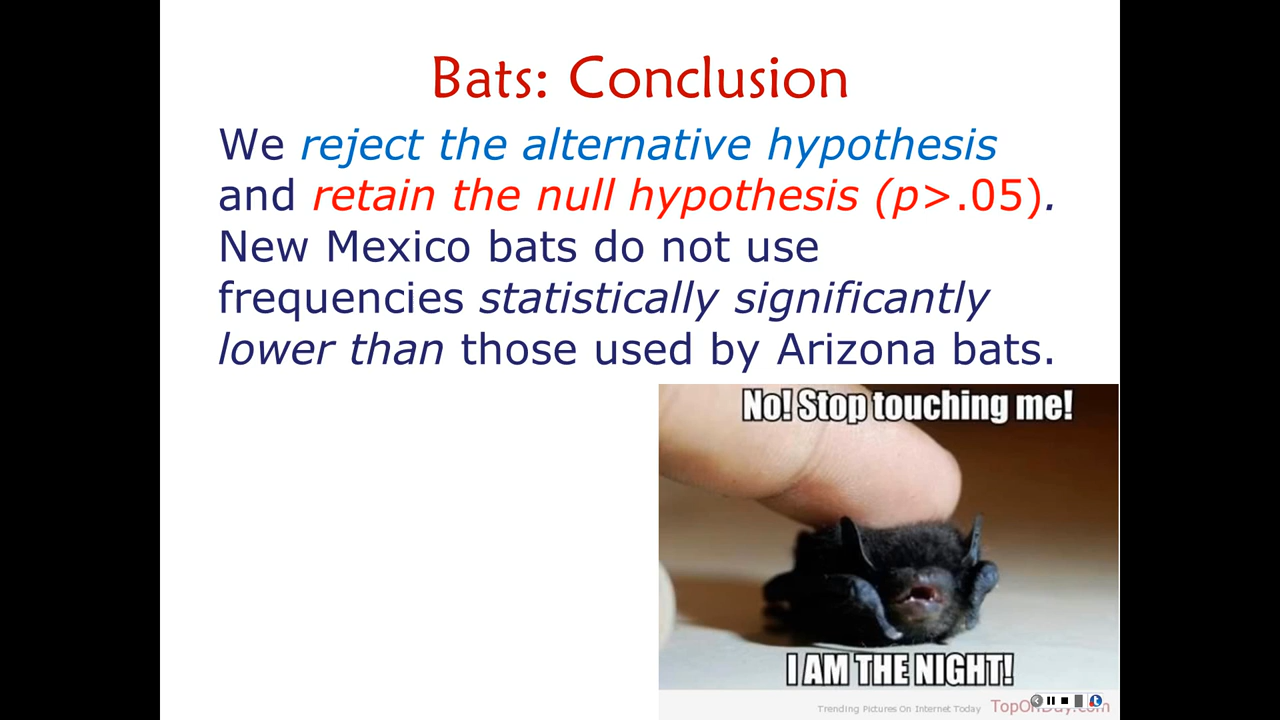 Bats: Conclusion
We reject the alternative hypothesis
and retain the null hypothesis (p>.05).
New Mexico bats do not use
frequencies statistically significantly
lower than those used by Arizona bats.
No! Stop touching me!
I AM THE NIGHT!
Trending Pictures On Internet Today